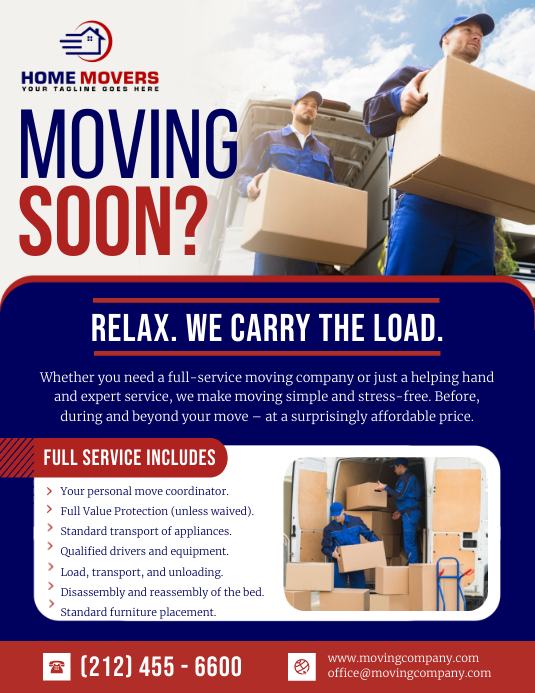 HOME MOVERS
YOUR TAGLINE GOES HERE
MOVING
SOON?
RELAX. WE CARRY THE LOAD.
Whether you need a full-service moving company or just a helping hand
and expert service, we make moving simple and stress-free. Before,
during and beyond your move – at a surprisingly affordable price.
FULL SERVICE INCLUDES
Your personal move coordinator.
Full Value Protection (unless waived).
Standard transport of appliances.
Qualified drivers and equipment.
Load, transport, and unloading.
Disassembly and reassembly of the bed.
Standard furniture placement.
(212) 455 - 6600
www.movingcompany.com
office@movingcompany.com